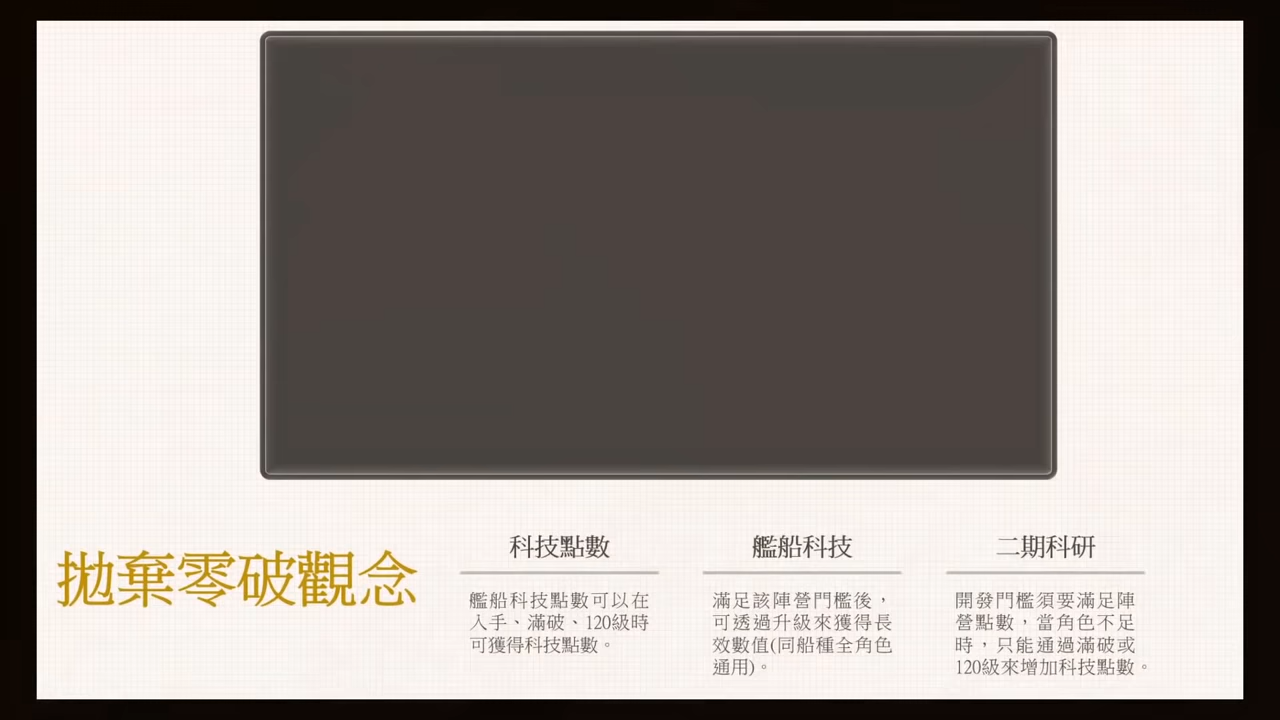 拋棄零破觀念
科技點數
艦船科技點數可以在
入手、滿破、120級時
可獲得科技點數。
艦船科技
滿足該陣營門檻後，
可透過升級來獲得長
效數值(同船種全角色
通用)。
二期科研
開發門檻須要滿足陣
營點數，當角色不足
時，只能通過滿破或
120級來增加科技點數。